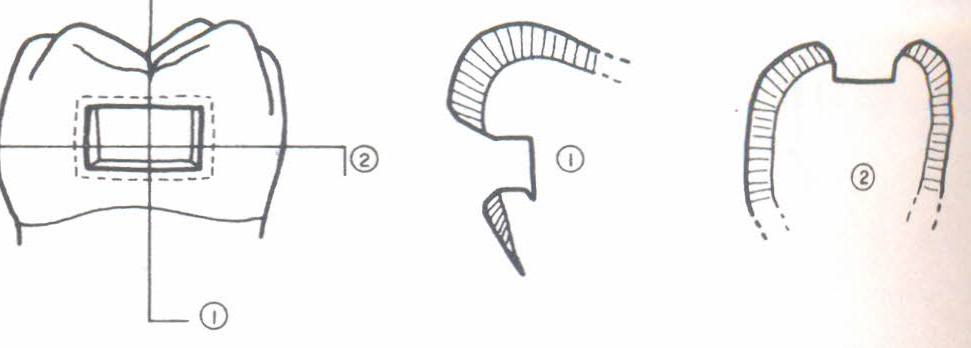 ②
①
①
②